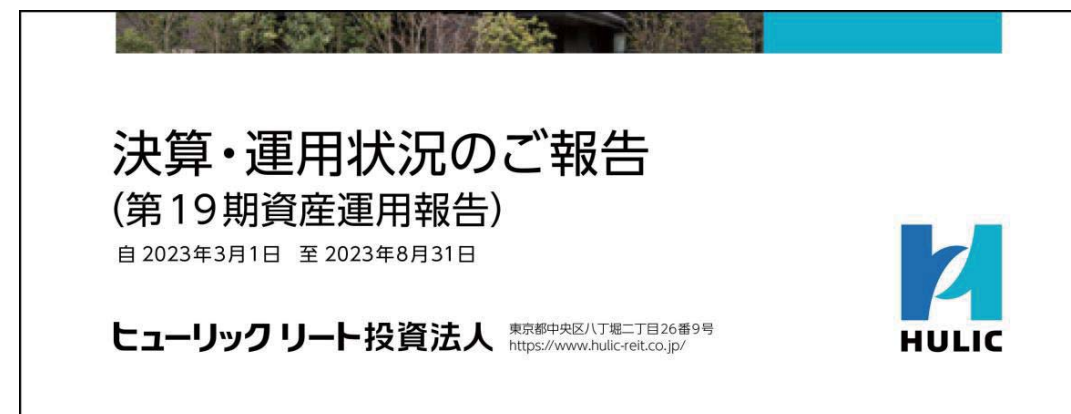 決算・運用状況のご報告
(第19期資産運用報告)
自 2023年3月1日 至 2023年8月31日
ヒューリック リート投資法人
東京都中央区八丁堀二丁目26番9号
https://www.hulic-reit.co.jp/
HULIC